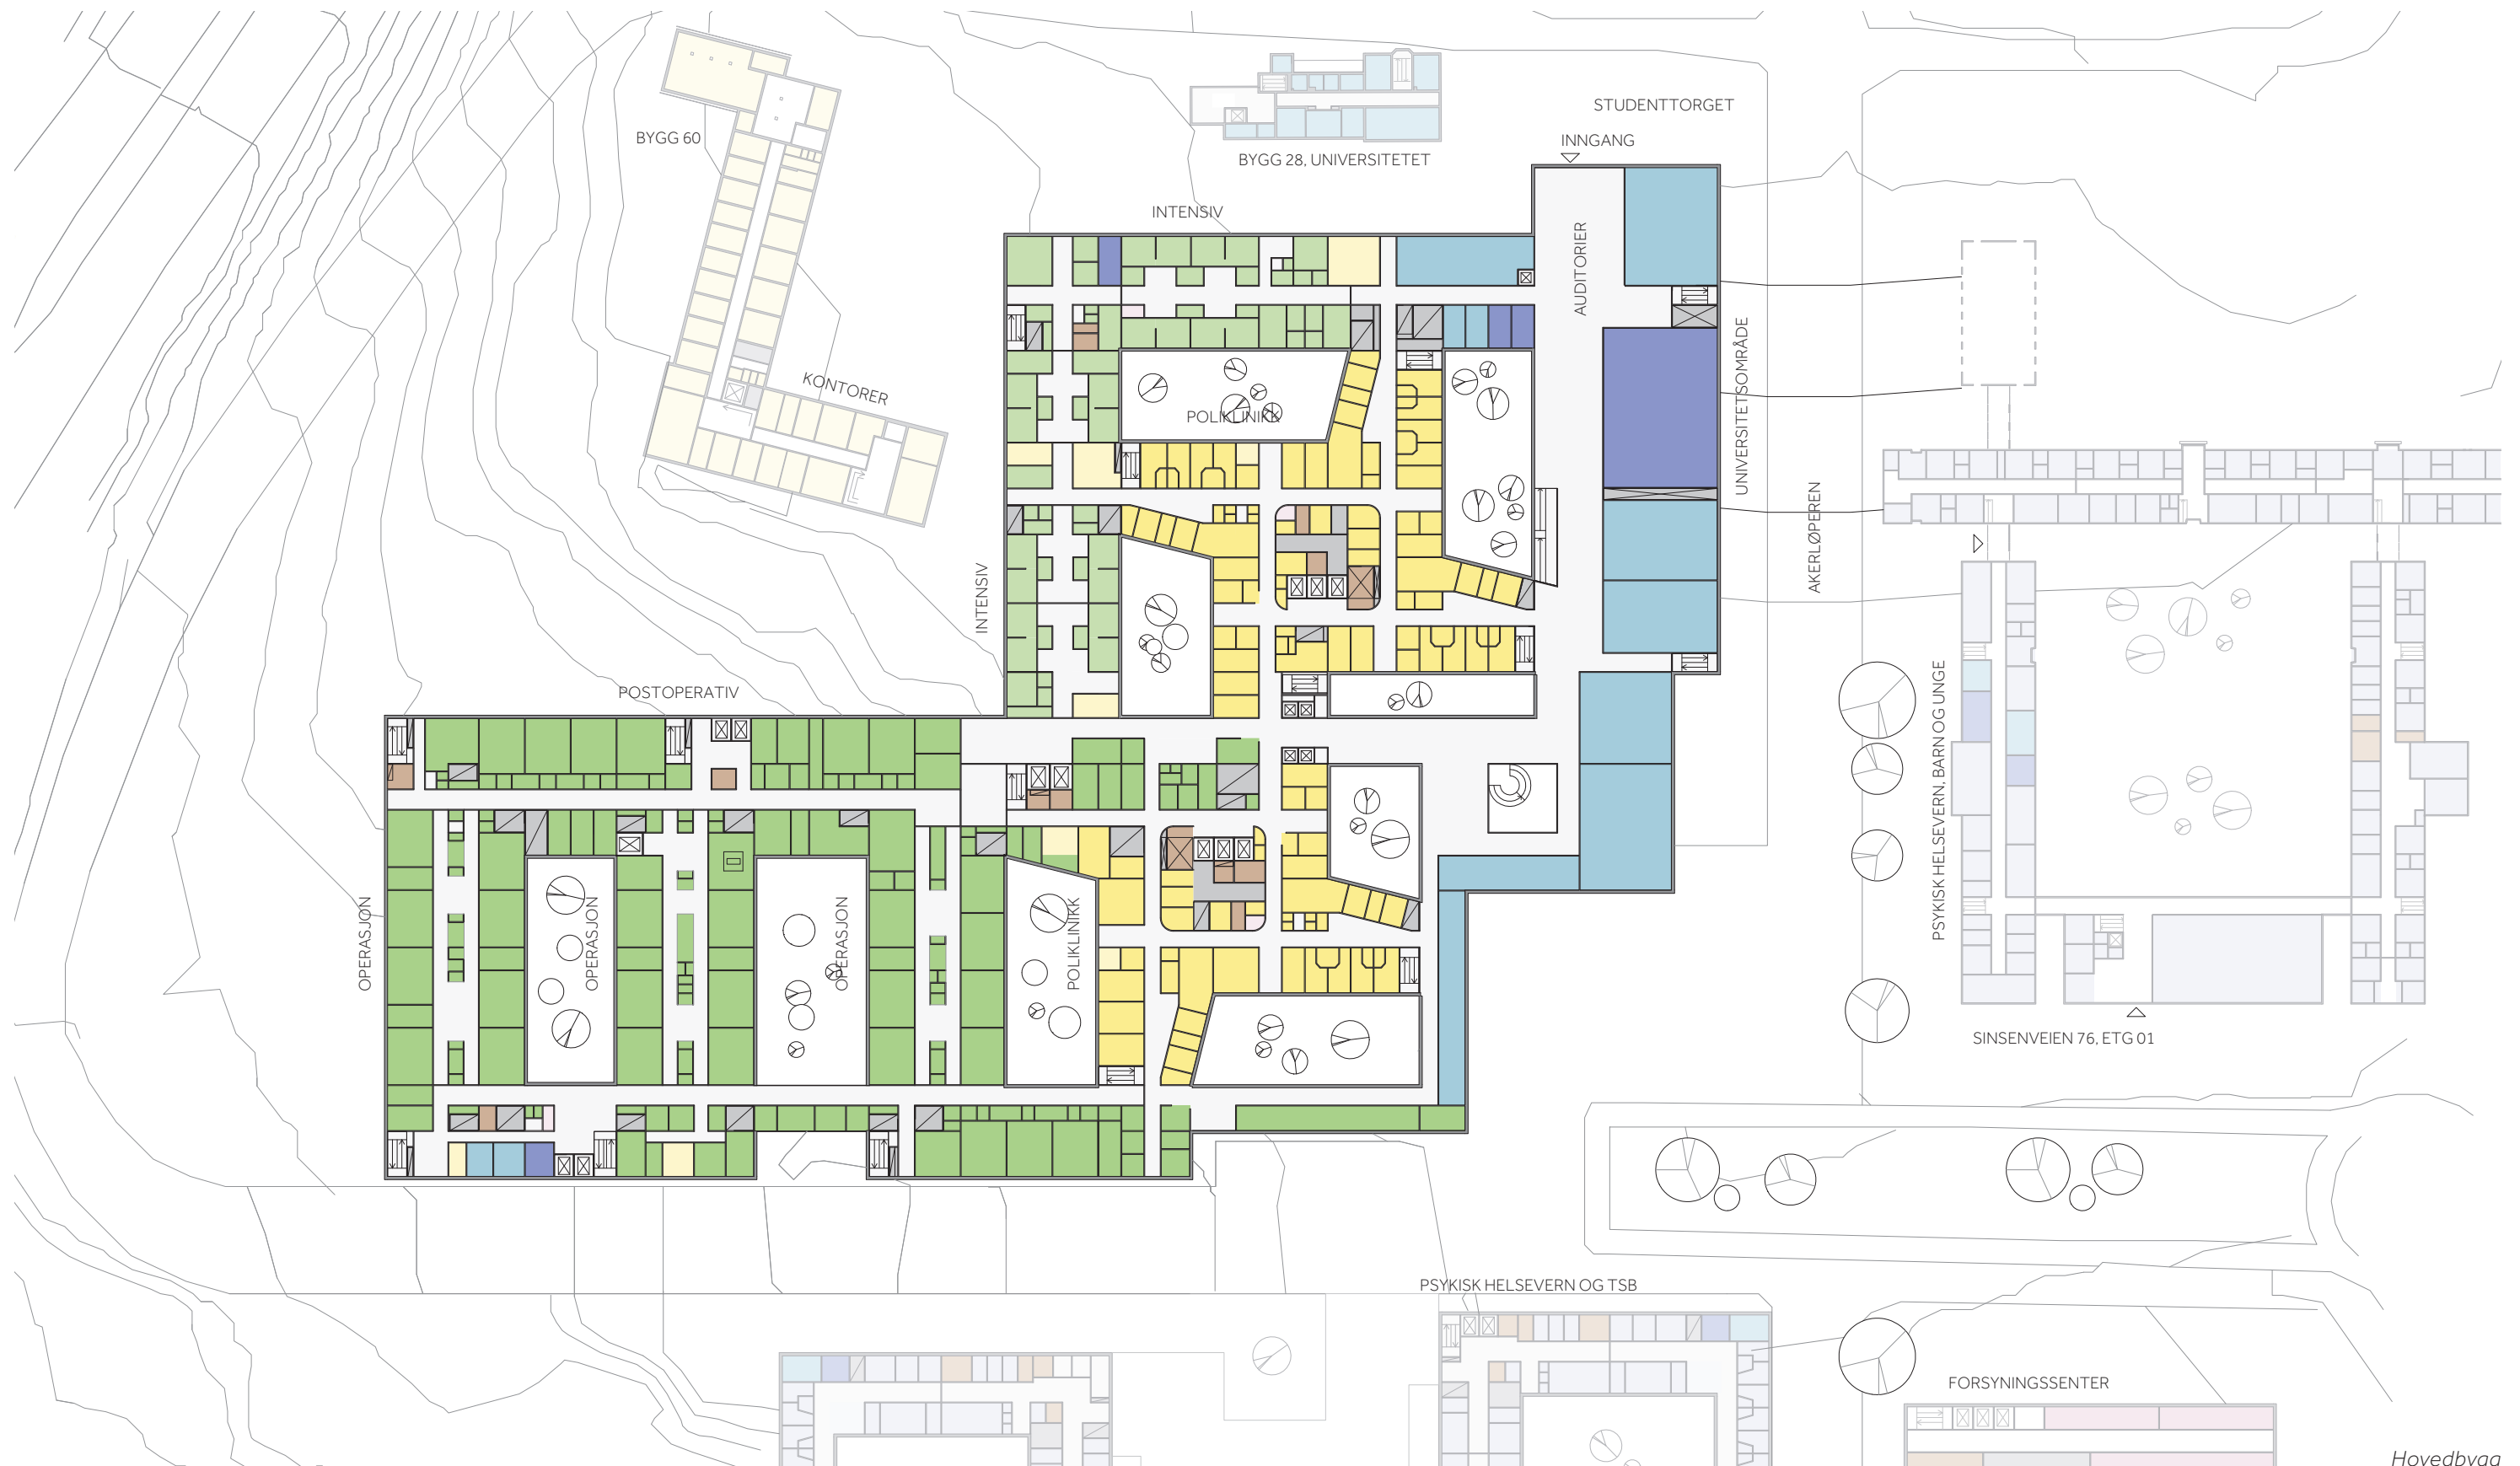 STUDENTTORGET
BYGG 60
INNGANG
BYGG 28, UNIVERSITETET
INTENSIV
AUDITORIER
UNIVERSITETSOMRÅDE
KONTORER
POLIKLINIKK
AKERLØPEREN
INTENSIV
POSTOPERATIV
PSYKISK HELSEVERN, BARN OG UNGE
OPERASJON
OPERASJON
OPERASJON
POLIKLINIKK
SINSENVEIEN 76, ETG 01
PSYKISK HELSEVERN OG TSB
FORSYNINGSSENTER
Hovedbygg